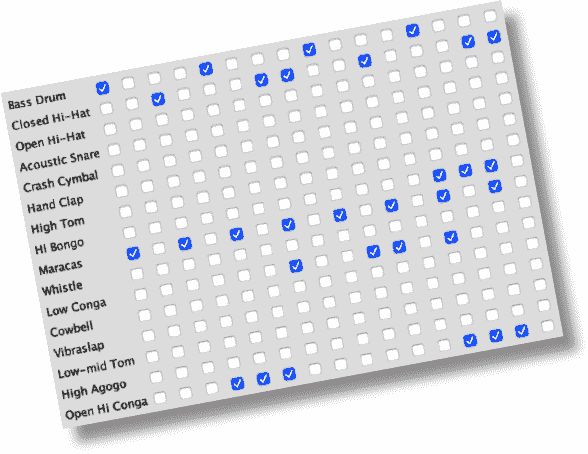 Bass Drum
Closed Hi-Hat
Open Hi-Hat
Acoustic Snare
Crash Cymbal
Hand Clap
High Tom
Hi Bongo
Maracas
Whistle
Low Conga
Cowbell
Vibraslap
Low-mid Tom
High Agogo
Open Hi Conga